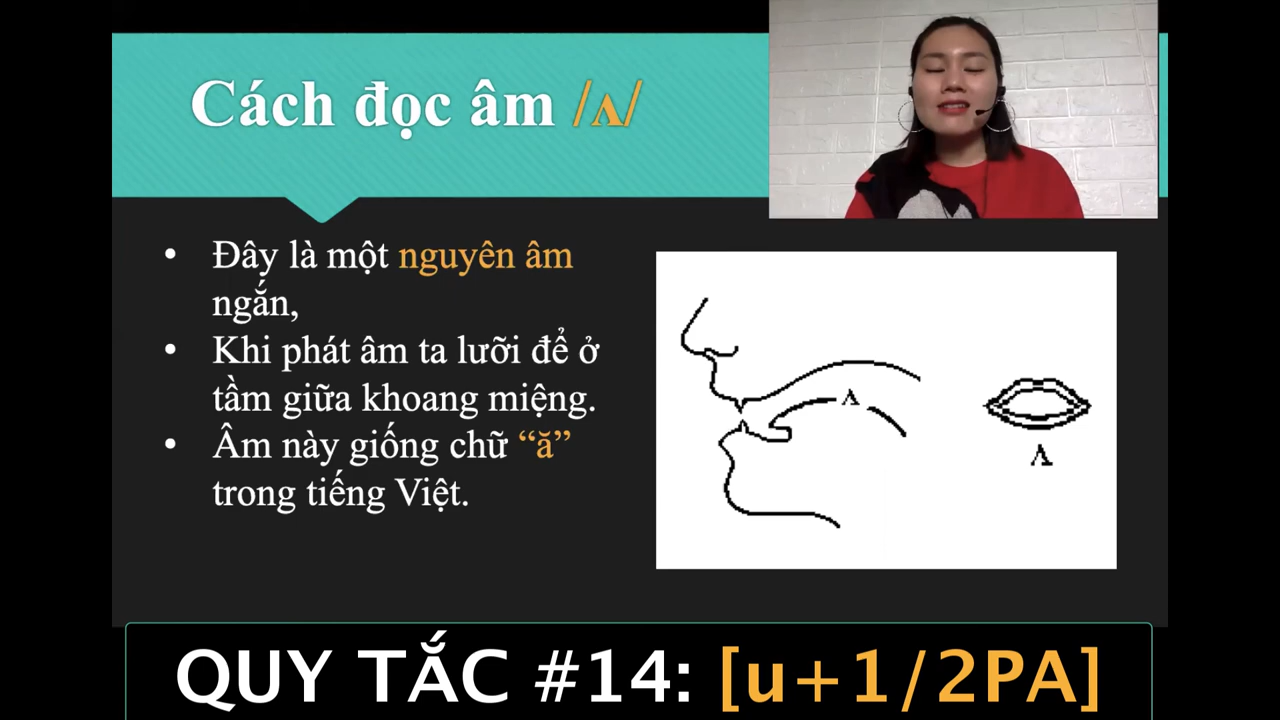 Cách đọc âm /ʌ/
• Đây là một nguyên âm
ngắn,
• Khi phát âm ta lưỡi để ở
tầm giữa khoang miệng.
• Âm này giống chữ “ă”
trong tiếng Việt.
ʌ
ʌ
QUY TẮC #14: [u+1/2PA]